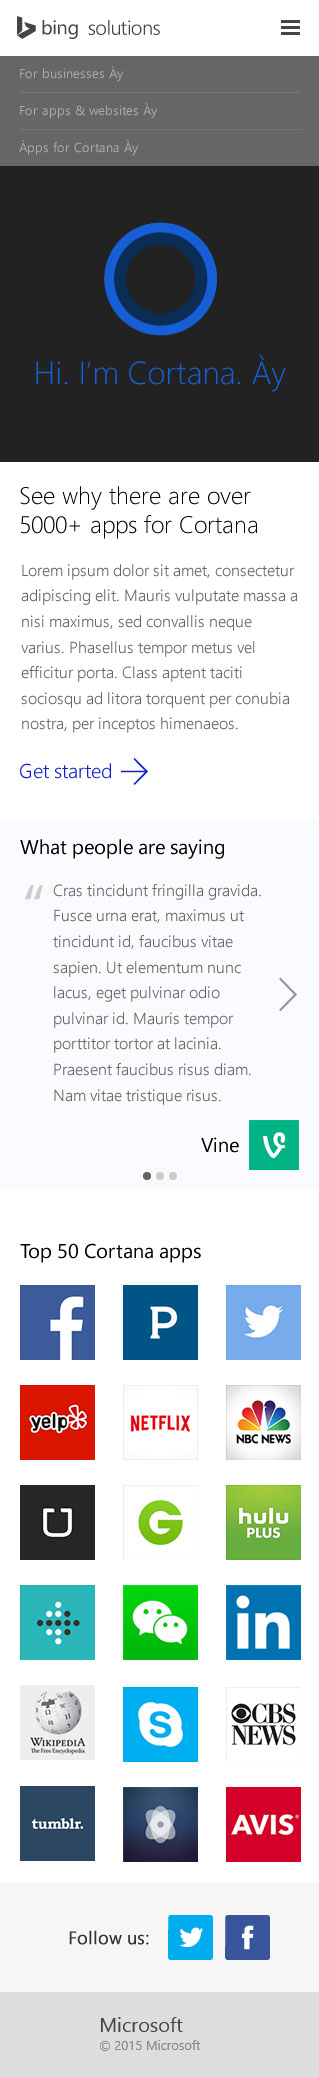 bing solutions
For businesses Ày
For apps & websites Ày
Àpps for Cortana Ày
Hi. I'm Cortana. Ày
See why there are over
5000+ apps for Cortana
Lorem ipsum dolor sit amet, consectetur
adipiscing elit. Mauris vulputate massa a
nisi maximus, sed convallis neque
varius. Phasellus tempor metus vel
efficitur porta. Class aptent taciti
sociosqu ad litora torquent per conubia
nostra, per inceptos himenaeos.
Get started
What people are saying
“ Cras tincidunt fringilla gravida.
Fusce urna erat, maximus ut
tincidunt id, faucibus vitae
sapien. Ut elementum nunc
lacus, eget pulvinar odio
pulvinar id. Mauris tempor
porttitor tortor at lacinia.
Praesent faucibus risus diam.
Nam vitae tristique risus.
Vine
Top 50 Cortana apps
f P
yelp NETFLIX NBC NEWS
G hulu
PLUS
in
WIKIPEDIA
The Free Encyclopedia
S
CBS
NEWS
tumblr. AVIS
Follow us: f
Microsoft
© 2015 Microsoft